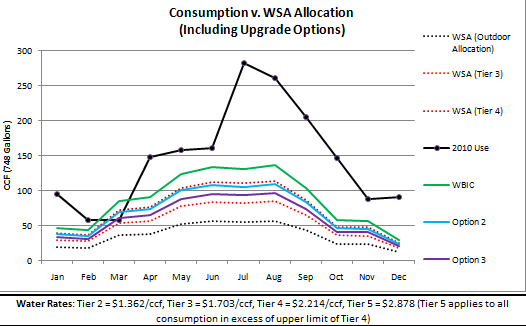 Consumption v. WSA Allocation
(Including Upgrade Options)
CCF (748 Gallons)
300
250
200
150
100
50
0
Jan Feb Mar Apr May Jun Jul Aug Sep Oct Nov Dec
WSA (Outdoor
Allocation)
WSA (Tier 3)
WSA (Tier 4)
2010 Use
WBIC
Option 2
Option 3
Water Rates: Tier 2 = $1.362/ccf, Tier 3 = $1.703/ccf, Tier 4 = $2.214/ccf, Tier 5 = $2.878 (Tier 5 applies to all
consumption in excess of upper limit of Tier 4)